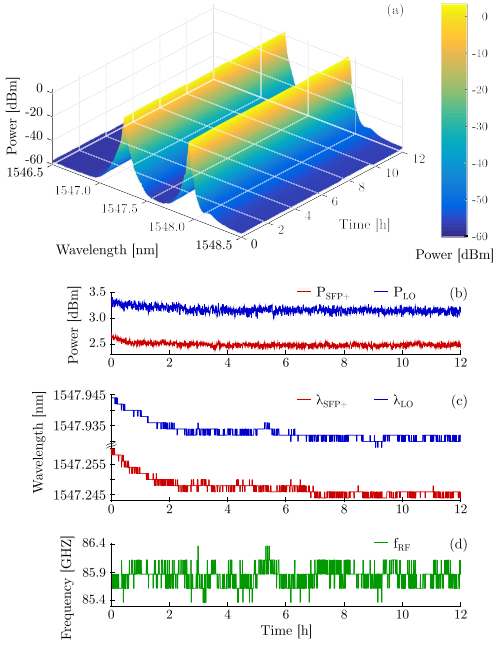 (a)
0
-20
-40
-60
Power [dBm]
1546.5
1547.0
1547.5
1548.0
1548.5
Wavelength [nm]
0
2
4
6
8
10
12
Time [h]
0
-10
-20
-30
-40
-50
-60
Power [dBm]
3.5
3.0
2.5
Power [dBm]
P_SFP+ P_LO (b)
0 2 4 6 8 10 12
1547.945
1547.935
1547.255
1547.245
Wavelength [nm]
λ_SFP+ λ_LO (c)
0 2 4 6 8 10 12
86.4
85.9
85.4
Frequency [GHZ]
f_RF (d)
0 2 4 6 8 10 12
Time [h]